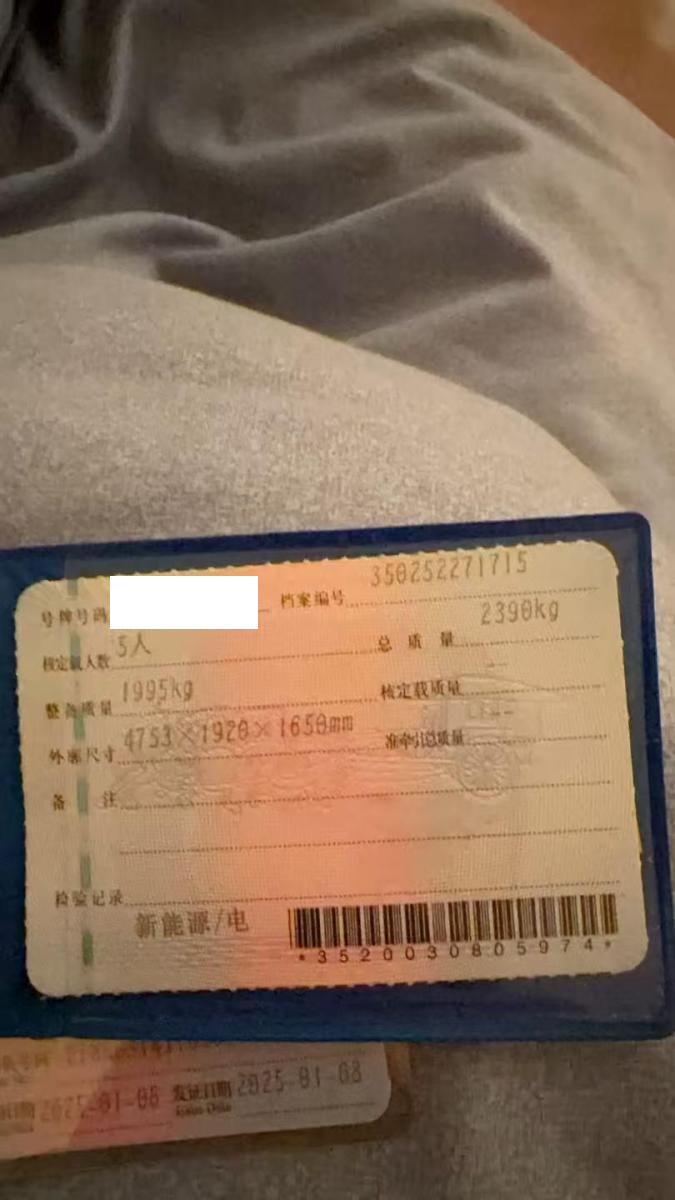 号牌号码 档案编号 350252271715
核定载人数 5人 总质量 2390kg
整备质量 1995kg 核定载质量 --
外廓尺寸 4753×1920×1650mm 准牵引总质量
备注
检验记录
新能源/电
*3520030805974*
2025-01-08 发证日期 2025-01-08
Issue Date